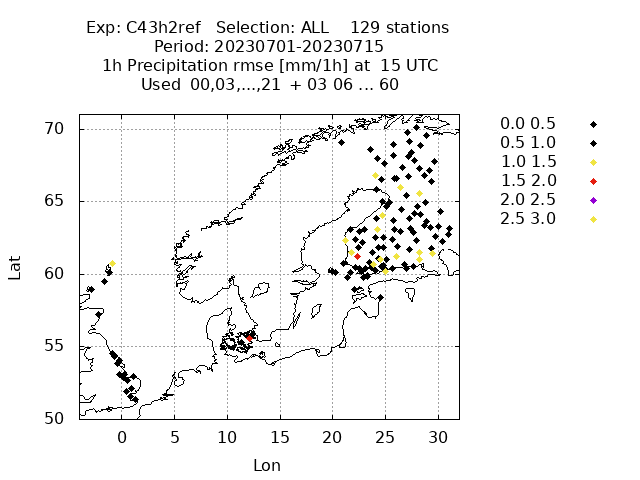 Exp: C43h2ref   Selection: ALL    129 stations
Period: 20230701-20230715
1h Precipitation rmse [mm/1h] at  15 UTC
Used  00,03,...,21  + 03 06 ... 60
70
65
60
55
50
Lat
0 5 10 15 20 25 30
Lon
0.0 0.5
0.5 1.0
1.0 1.5
1.5 2.0
2.0 2.5
2.5 3.0